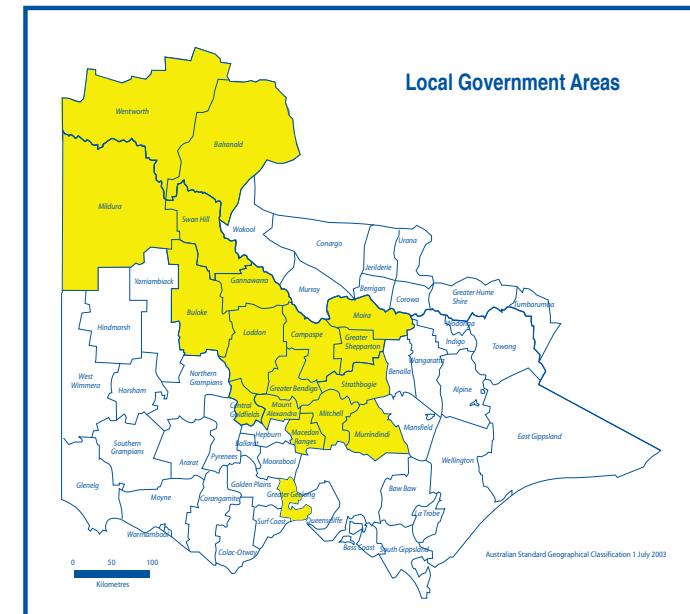 Local Government Areas
Wentworth
Balranald
Mildura
Swan Hill
Wakool
Conargo
Urana
Jerilderie
Yarriambiack
Gannawarra
Murray
Berrigan
Corowa
Greater Hume
Shire
Tumbarumba
Buloke
Loddon
Campaspe
Moira
Wodonga
Indigo
Towong
Hindmarsh
Greater
Shepparton
Wangaratta
Benalla
West
Wimmera
Horsham
Northern
Grampians
Greater Bendigo
Strathbogie
Alpine
Central
Goldfields
Mount
Alexandra
Mitchell
Mansfield
Macedon
Ranges
Murrindindi
East Gippsland
Southern
Grampians
Ararat
Pyrenees
Ballarat
Hepburn
Moorabool
Wellington
Glenelg
Moyne
Corangamite
Golden Plains
Greater Geelong
Baw Baw
Surf Coast
Queenscliffe
La Trobe
Warrnambool
Colac-Otway
Bass Coast
South Gippsland
Australian Standard Geographical Classification 1 July 2003
0 50 100
Kilometres